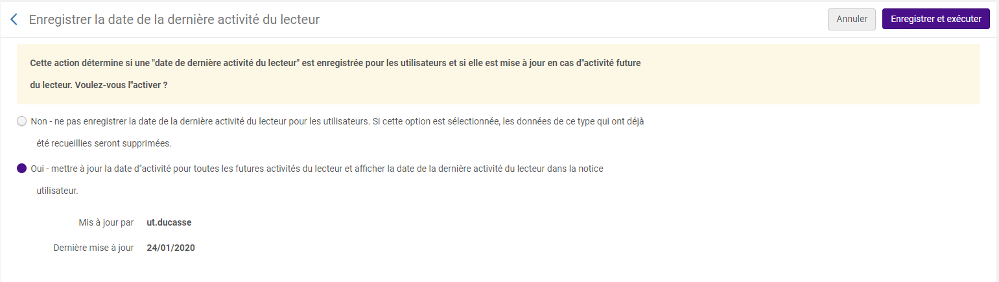 Enregistrer la date de la dernière activité du lecteur
Annuler
Enregistrer et exécuter
Cette action détermine si une "date de dernière activité du lecteur" est enregistrée pour les utilisateurs et si elle est mise à jour en cas d"activité future
du lecteur. Voulez-vous l"activer ?
Non - ne pas enregistrer la date de la dernière activité du lecteur pour les utilisateurs. Si cette option est sélectionnée, les données de ce type qui ont déjà
été recueillies seront supprimées.
Oui - mettre à jour la date d"activité pour toutes les futures activités du lecteur et afficher la date de la dernière activité du lecteur dans la notice
utilisateur.
Mis à jour par ut.ducasse
Dernière mise à jour 24/01/2020